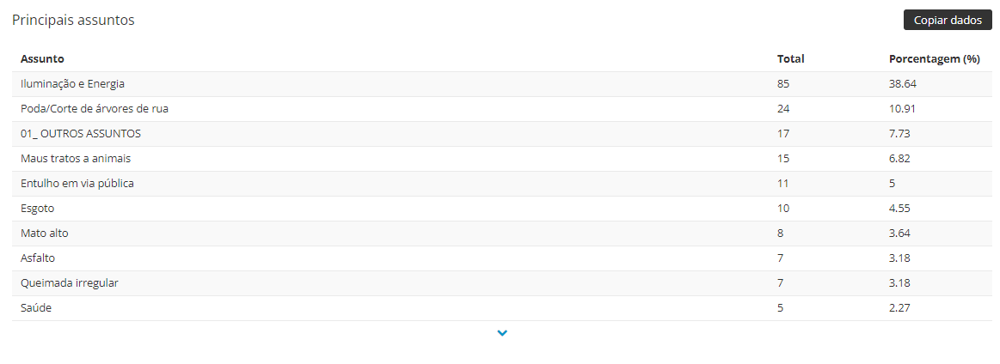 Principais assuntos Copiar dados
Assunto Total Porcentagem (%)
Iluminação e Energia 85 38.64
Poda/Corte de árvores de rua 24 10.91
01_ OUTROS ASSUNTOS 17 7.73
Maus tratos a animais 15 6.82
Entulho em via pública 11 5
Esgoto 10 4.55
Mato alto 8 3.64
Asfalto 7 3.18
Queimada irregular 7 3.18
Saúde 5 2.27